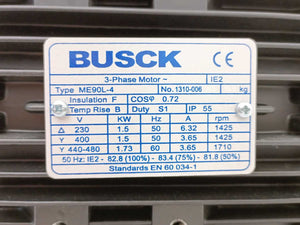 BUSCK CE
3-Phase Motor ~ IE2
Type ME90L-4 No. 1310-006 kg
Insulation F COSφ 0.72
Temp Rise B Duty S1 IP 55
V KW Hz A rpm
Δ 230 1.5 50 6.32 1425
Y 400 1.5 50 3.65 1425
Y 440-480 1.73 60 3.65 1710
50 Hz: IE2 - 82.8 (100%) - 83.4 (75%) - 81.8 (50%)
Standards EN 60 034-1